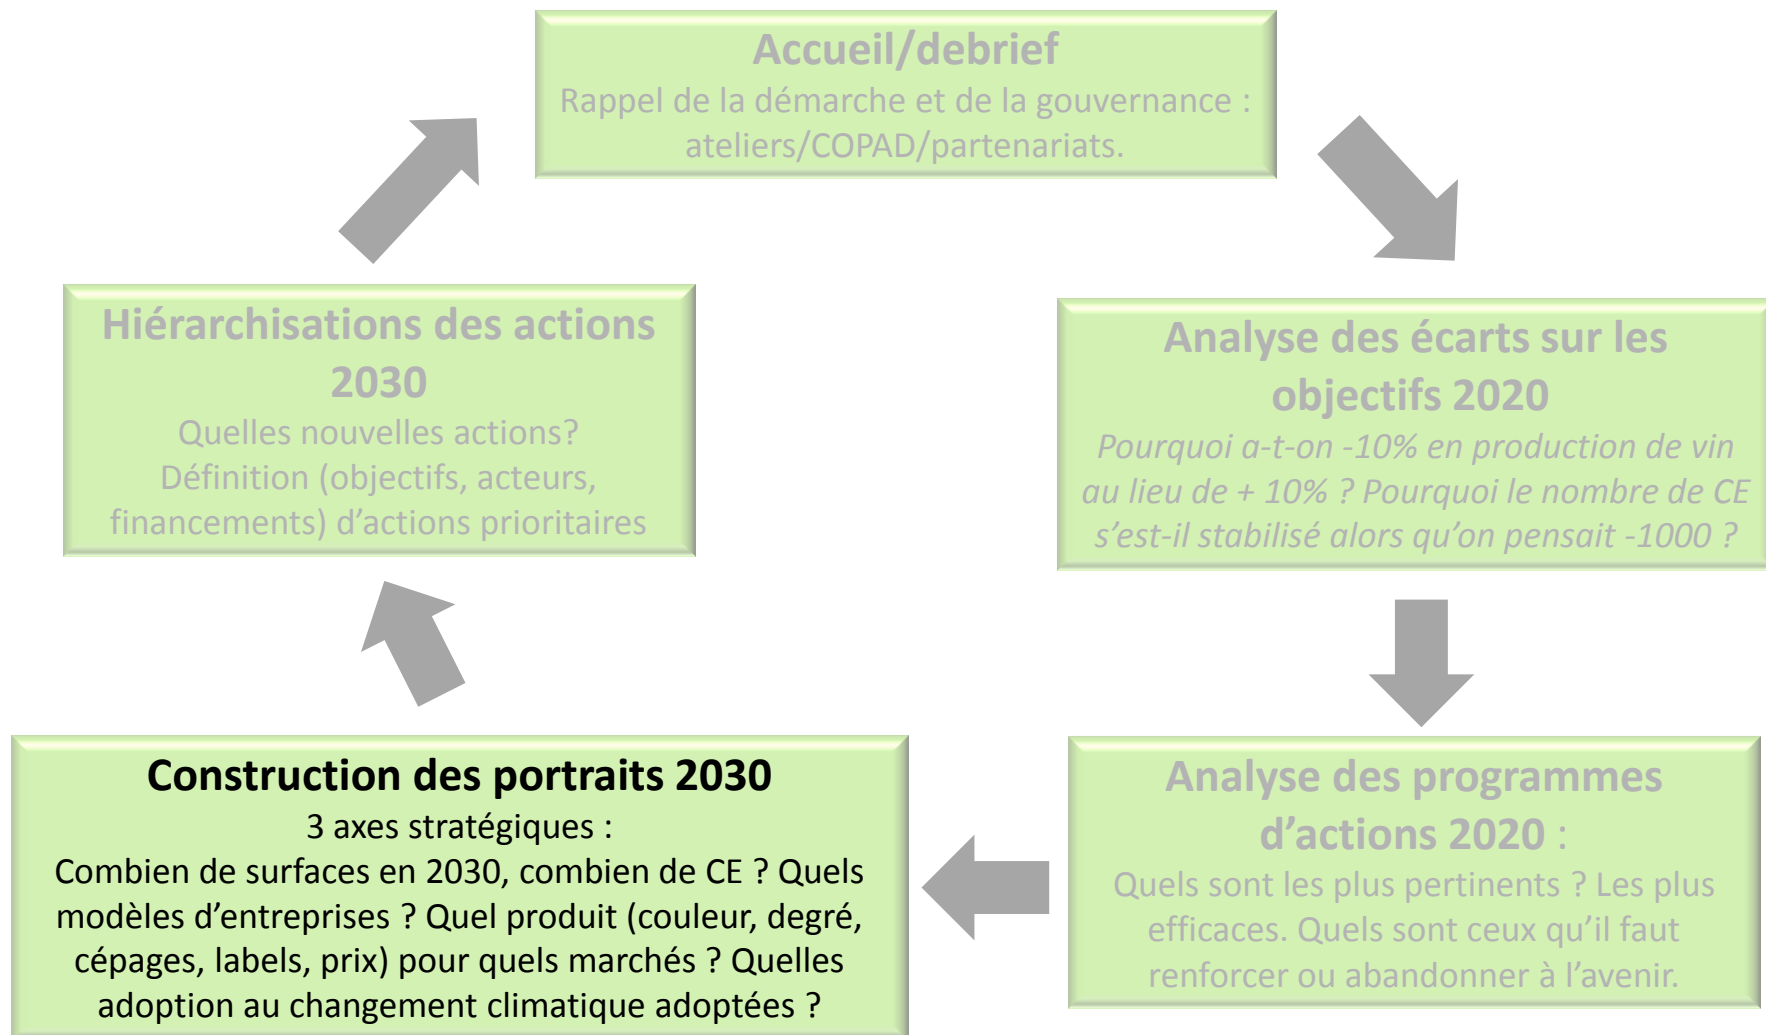 Accueil/debrief
Rappel de la démarche et de la gouvernance :
ateliers/COPAD/partenariats.
Analyse des écarts sur les
objectifs 2020
Pourquoi a-t-on -10% en production de vin
au lieu de + 10% ? Pourquoi le nombre de CE
s’est-il stabilisé alors qu’on pensait -1000 ?
Analyse des programmes
d’actions 2020 :
Quels sont les plus pertinents ? Les plus
efficaces. Quels sont ceux qu’il faut
renforcer ou abandonner à l’avenir.
Construction des portraits 2030
3 axes stratégiques :
Combien de surfaces en 2030, combien de CE ? Quels
modèles d’entreprises ? Quel produit (couleur, degré,
cépages, labels, prix) pour quels marchés ? Quelles
adoption au changement climatique adoptées ?
Hiérarchisations des actions
2030
Quelles nouvelles actions?
Définition (objectifs, acteurs,
financements) d’actions prioritaires